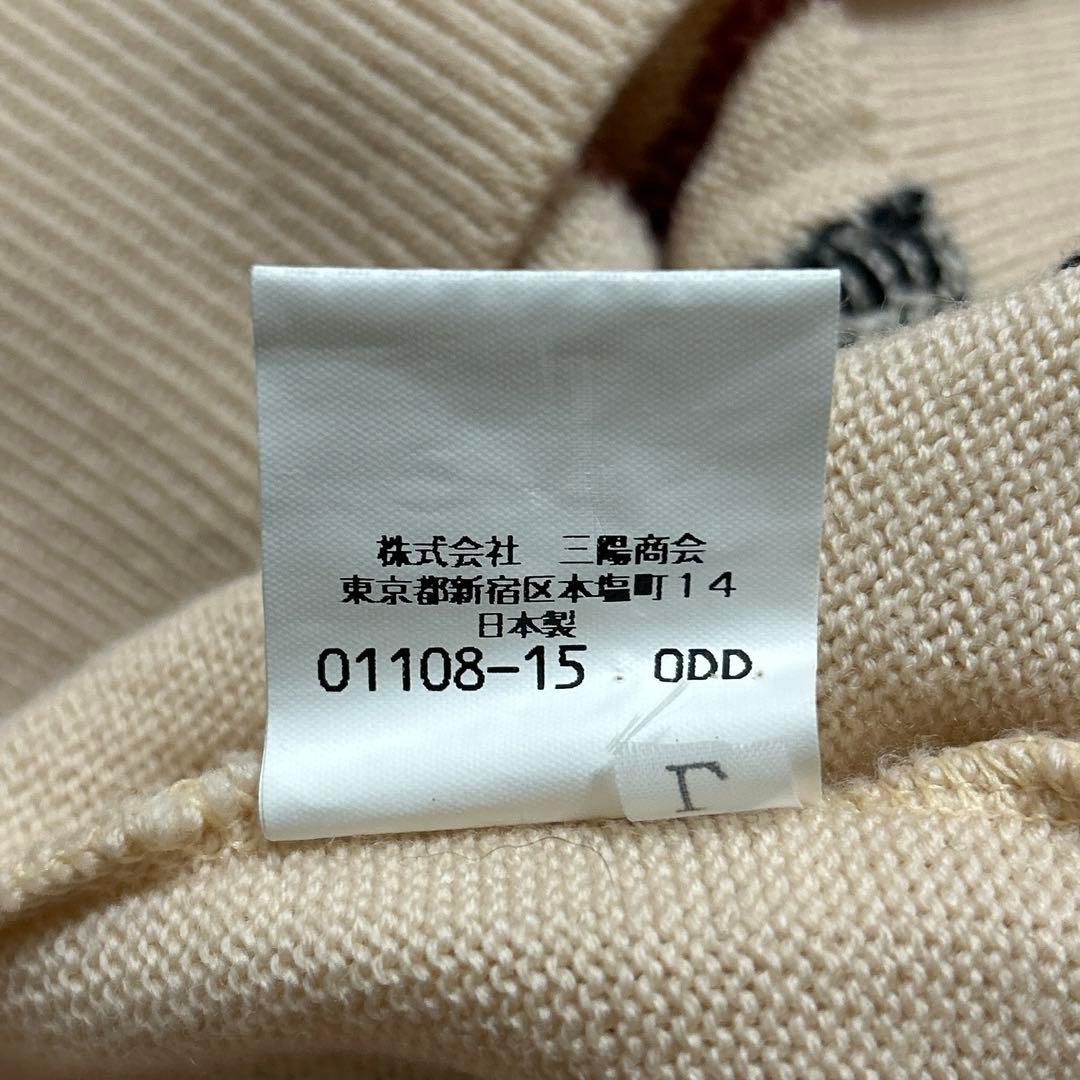 株式会社　三陽商会
東京都新宿区本塩町14
日本製
01108-15 ODD
L